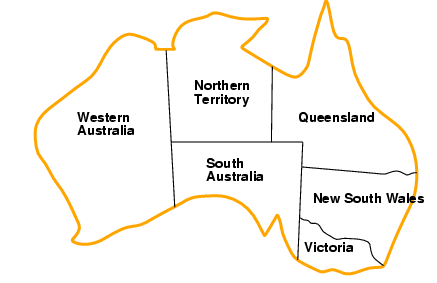 Northern
Territory
Western
Australia
Queensland
South
Australia
New South Wales
Victoria